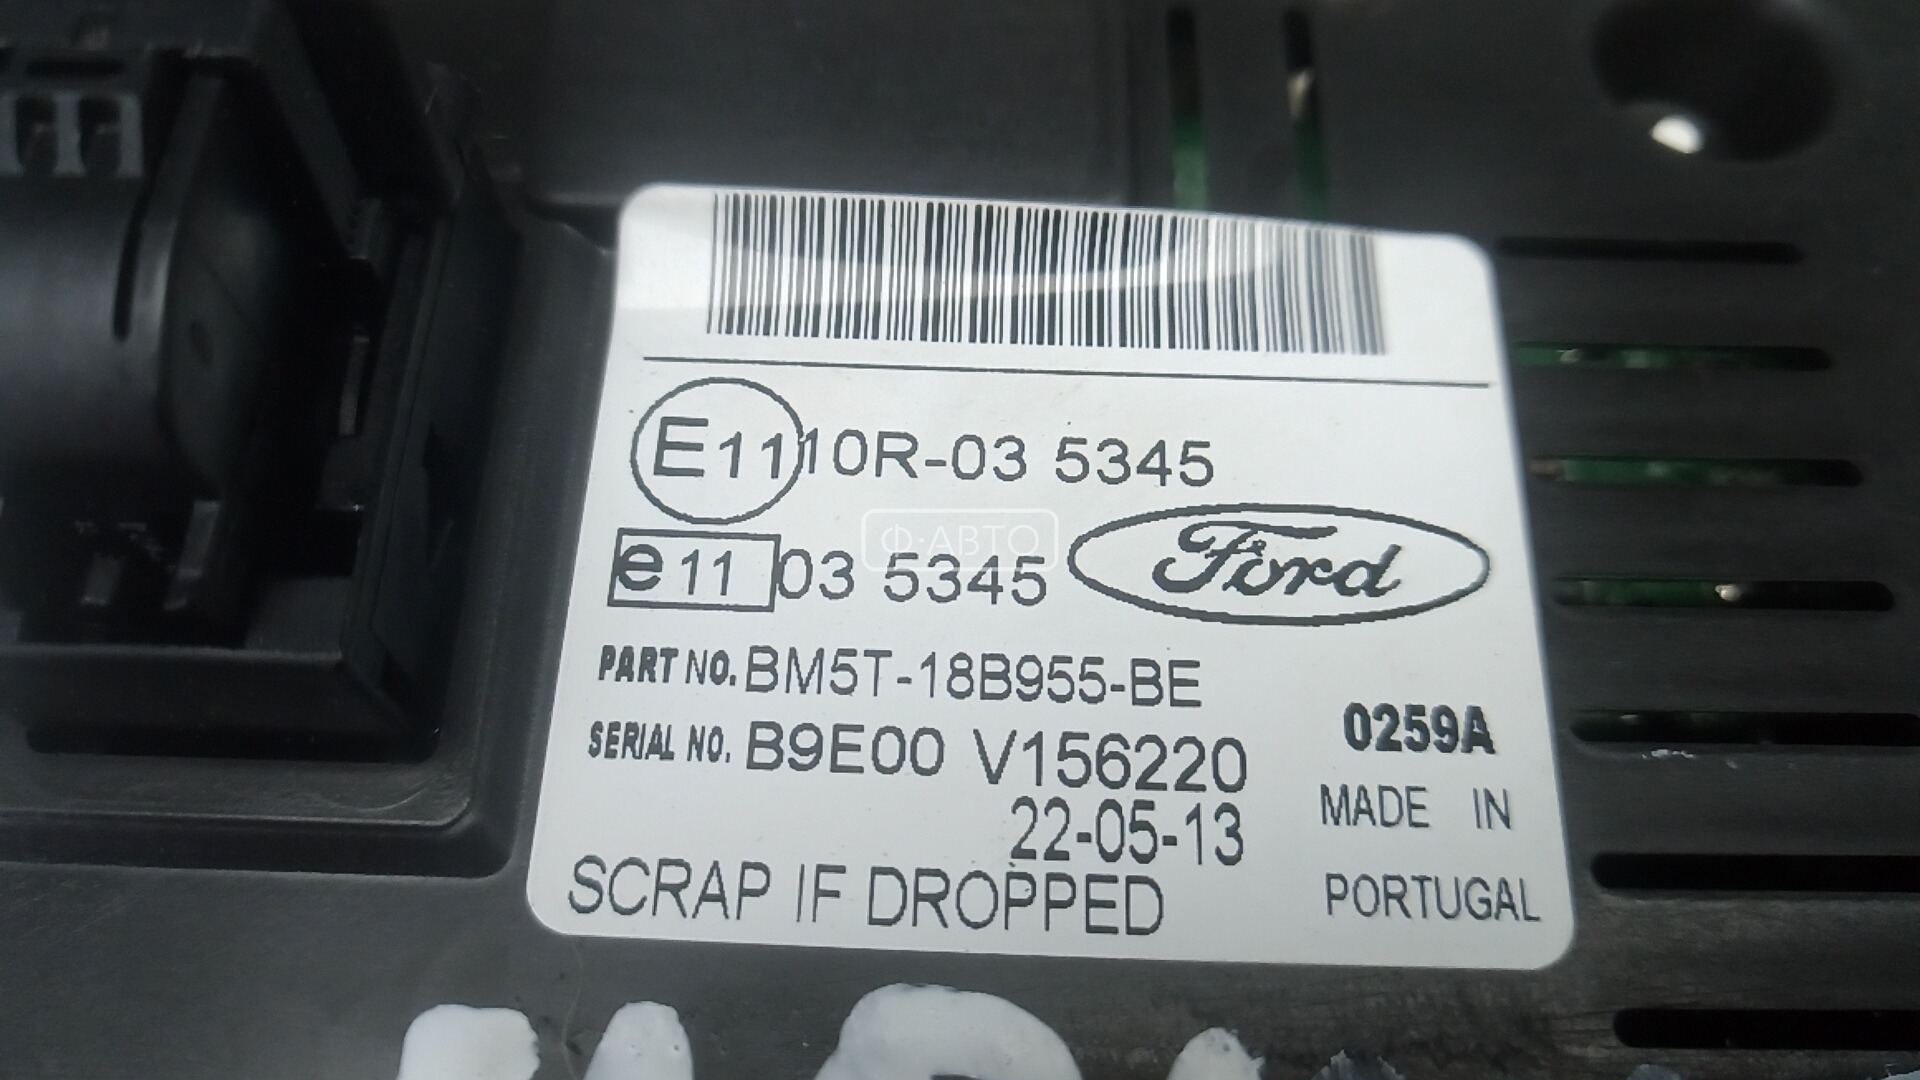 E11 10R-03 5345
e11 03 5345
Ford
Ф·АВТО
PART NO. BM5T-18B955-BE
SERIAL NO. B9E00 V156220
0259A
22-05-13
MADE IN
PORTUGAL
SCRAP IF DROPPED